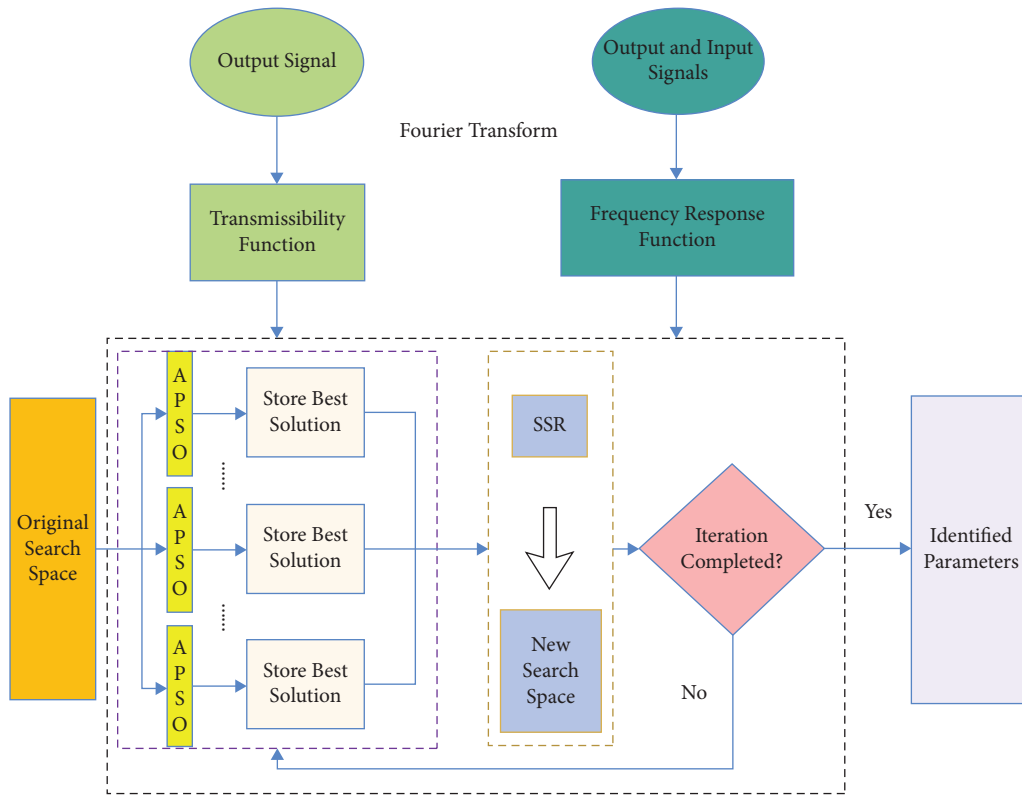 Output Signal
Output and Input
Signals
Fourier Transform
Transmissibility
Function
Frequency Response
Function
Original
Search
Space
A
P
S
O
Store Best
Solution
A
P
S
O
Store Best
Solution
A
P
S
O
Store Best
Solution
SSR
New
Search
Space
Iteration
Completed?
Yes
No
Identified
Parameters